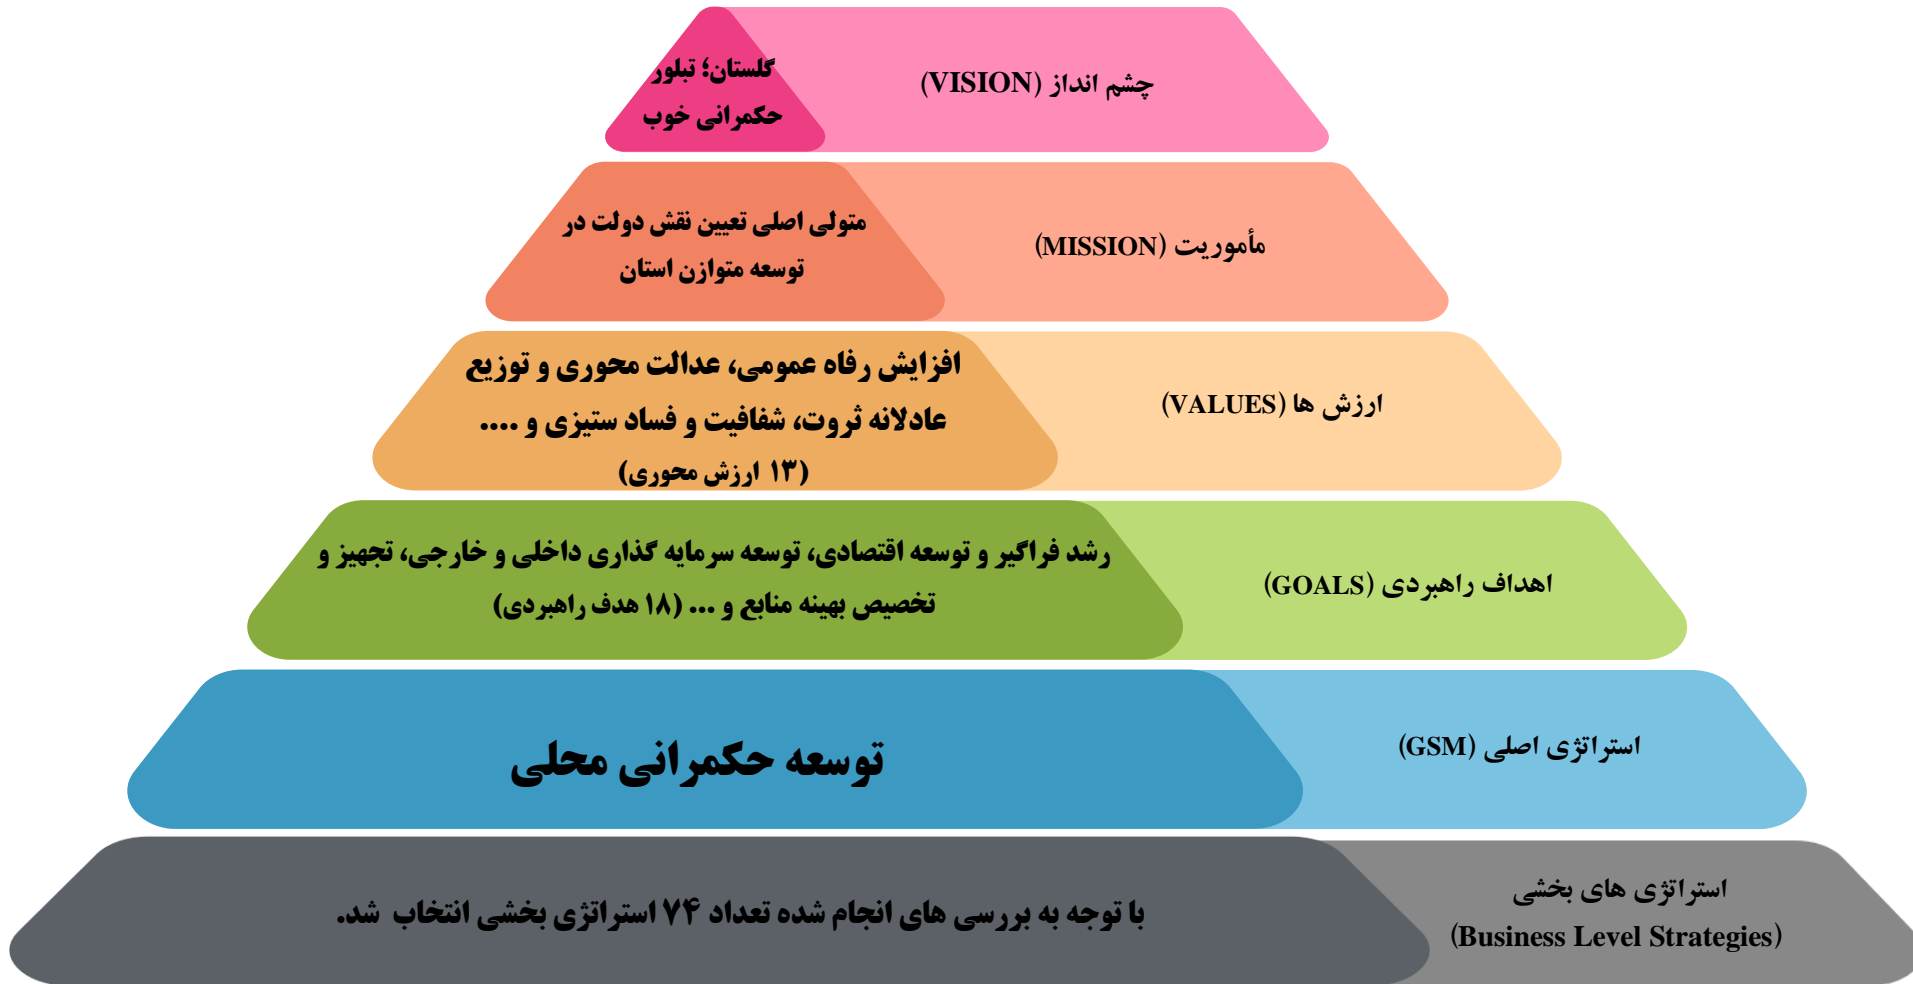 چشم انداز (VISION)
گلستان؛ تبلور
حکمرانی خوب
مأموریت (MISSION)
متولی اصلی تعیین نقش دولت در
توسعه متوازن استان
ارزش ها (VALUES)
افزایش رفاه عمومی، عدالت محوری و توزیع
عادلانه ثروت، شفافیت و فساد ستیزی و ....
(۱۳ ارزش محوری)
اهداف راهبردی (GOALS)
رشد فراگیر و توسعه اقتصادی، توسعه سرمایه گذاری داخلی و خارجی، تجهیز و
تخصیص بهینه منابع و ... (۱۸ هدف راهبردی)
استراتژی اصلی (GSM)
توسعه حکمرانی محلی
استراتژی های بخشی
(Business Level Strategies)
با توجه به بررسی های انجام شده تعداد ۷۴ استراتژی بخشی انتخاب شد.